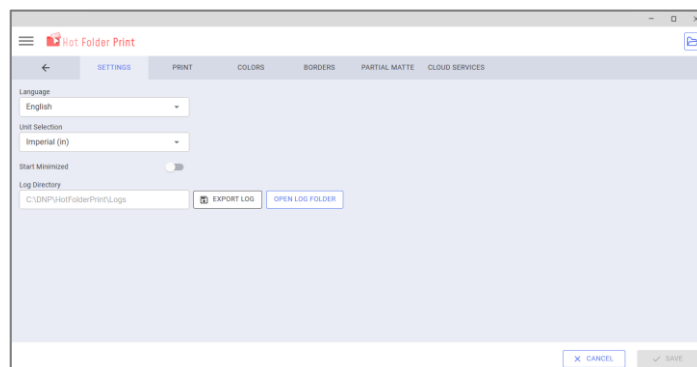 Hot Folder Print
SETTINGS PRINT COLORS BORDERS PARTIAL MATTE CLOUD SERVICES
Language
English
Unit Selection
Imperial (in)
Start Minimized
Log Directory
C:\DNP\HotFolderPrint\Logs EXPORT LOG OPEN LOG FOLDER
CANCEL SAVE